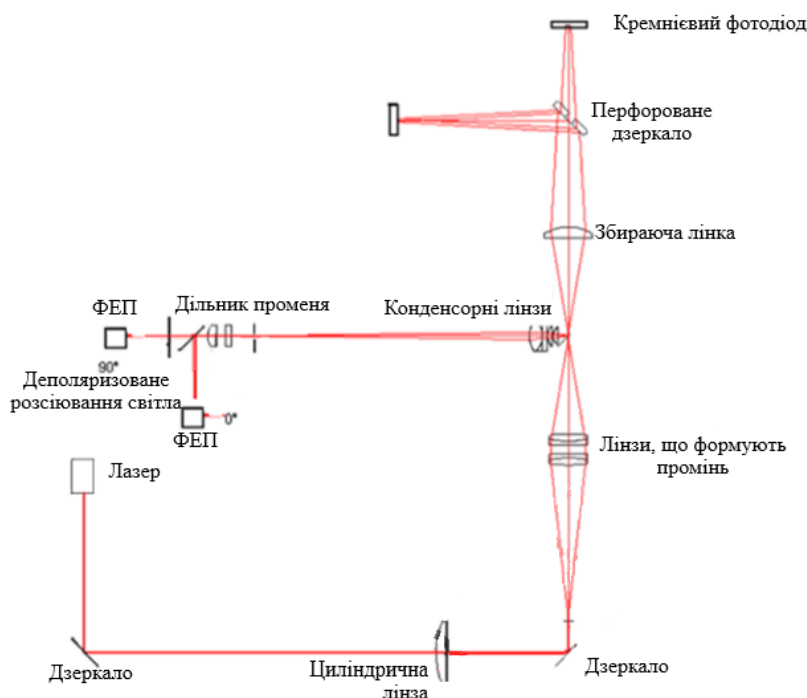 Кремнієвий фотодіод
Перфороване
дзеркало
Збираюча лінка
ФЕП
Дільник променя
Конденсорні лінзи
90°
Деполяризоване
розсіювання світла
0°
ФЕП
Лінзи, що формують
промінь
Лазер
Дзеркало
Циліндрична
лінза
Дзеркало